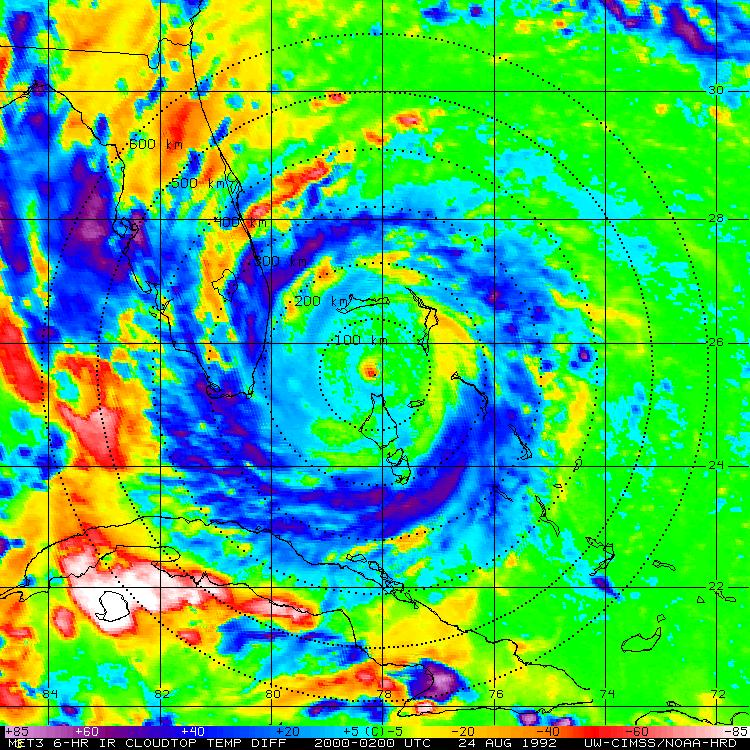 30
600 km
500 km
28
400 km
300 km
200 km
100 km
26
24
22
84 82 80 78 76 74 72
+85 +60 +40 +20 +5(C)-5 -20 -40 -60 -85
MET3 6-HR IR CLOUDTOP TEMP DIFF 2000-0200 UTC 24 AUG 1992 UW-CIMSS\NOAA-HRD